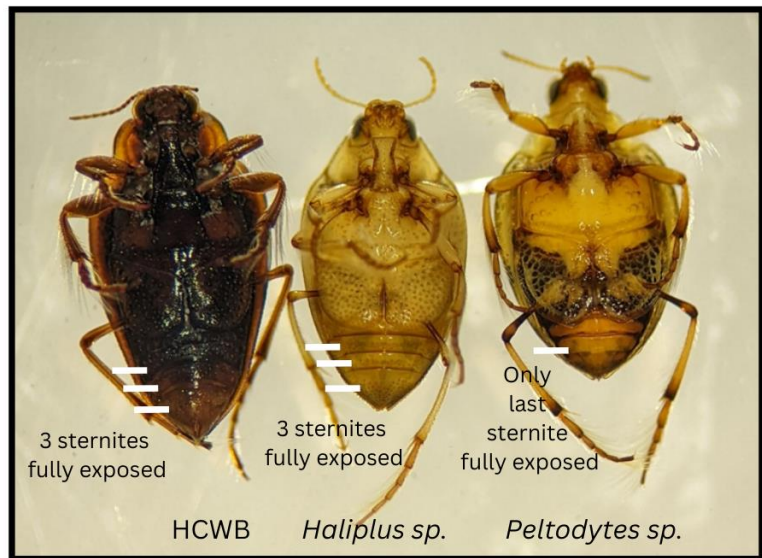 3 sternites
fully exposed
3 sternites
fully exposed
Only
last
sternite
fully exposed
HCWB
Haliplus sp.
Peltodytes sp.